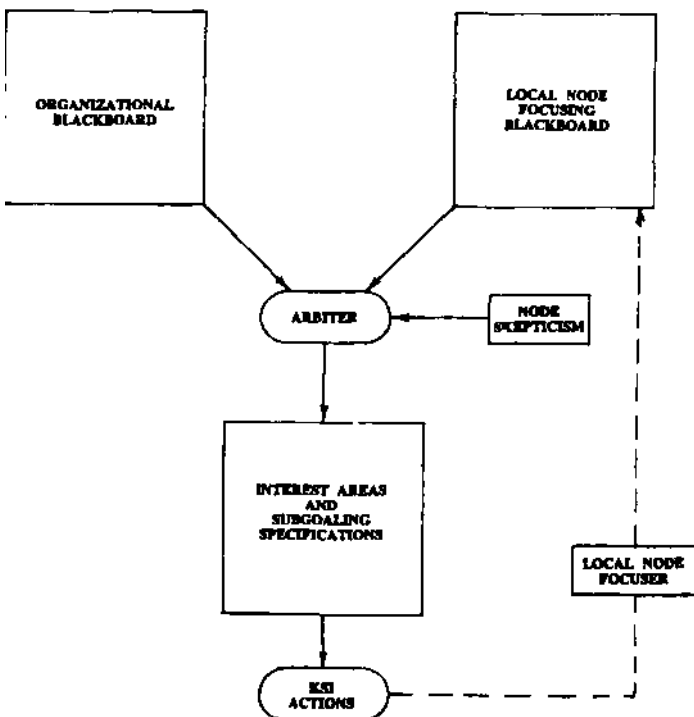 ORGANIZATIONAL
BLACKBOARD
LOCAL NODE
FOCUSING
BLACKBOARD
ARBITER
NODE
SKEPTICISM
INTEREST AREAS
AND
SUBGOALING
SPECIFICATIONS
LOCAL NODE
FOCUSER
KSI
ACTIONS